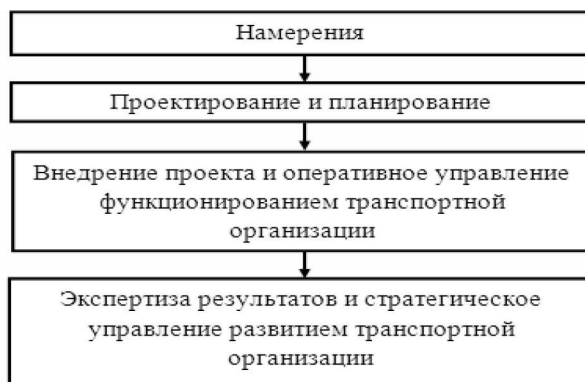 Намерения
Проектирование и планирование
Внедрение проекта и оперативное управление
функционированием транспортной
организации
Экспертиза результатов и стратегическое
управление развитием транспортной
организации